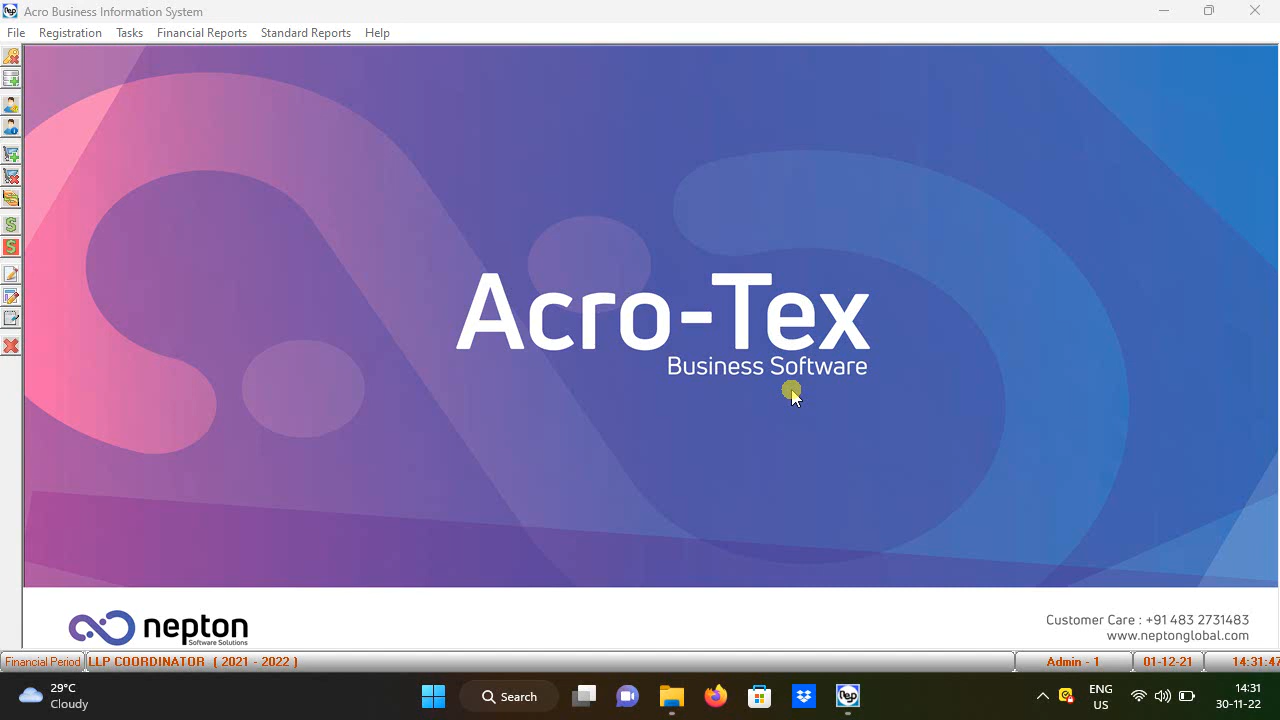 Acro Business Information System
File Registration Tasks Financial Reports Standard Reports Help
Acro-Tex
Business Software
nepton
Software Solutions
Customer Care : +91 483 2731483
www.neptonglobal.com
Financial Period LLP COORDINATOR ( 2021 - 2022 ) Admin - 1 01-12-21 14:31:47
29°C
Cloudy
Search
ENG
US
14:31
30-11-22